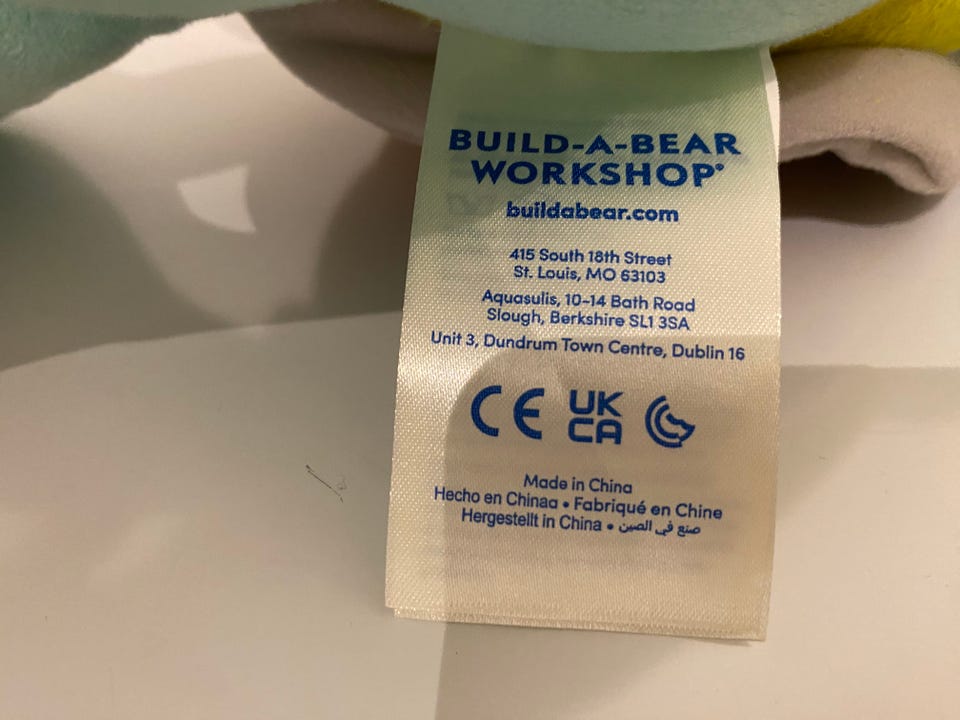 BUILD-A-BEAR
WORKSHOP®
buildabear.com
415 South 18th Street
St. Louis, MO 63103
Aquasulis, 10-14 Bath Road
Slough, Berkshire SL1 3SA
Unit 3, Dundrum Town Centre, Dublin 16
CE UK
CA
Made in China
Hecho en Chinaa • Fabriqué en Chine
Hergestellt in China • صنع في الصين